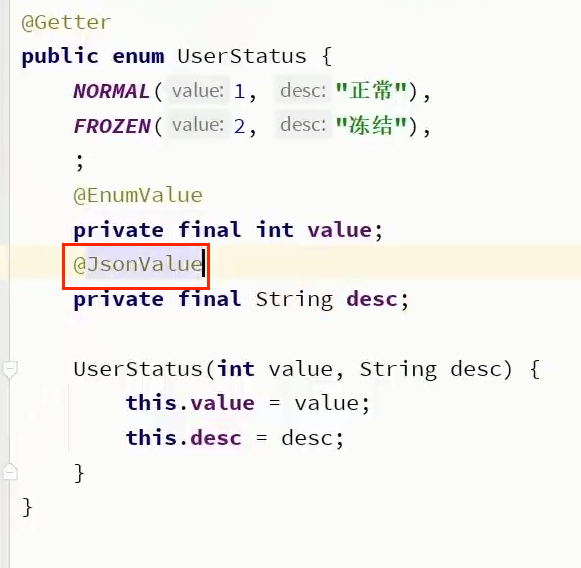 @Getter
public enum UserStatus {
NORMAL( value: 1, desc: "正常"),
FROZEN( value: 2, desc: "冻结"),
;
@EnumValue
private final int value;
@JsonValue
private final String desc;
UserStatus(int value, String desc) {
this.value = value;
this.desc = desc;
}
}